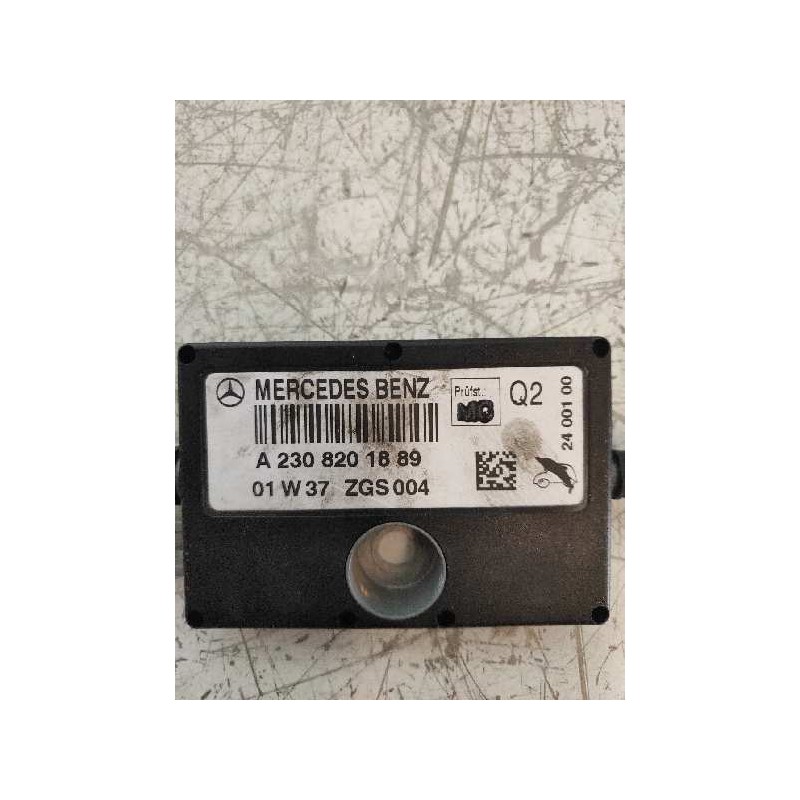 MERCEDES BENZ
Prüfst.:
MQ
Q2
A 230 820 18 89
01 W 37 ZGS 004
24 001 00